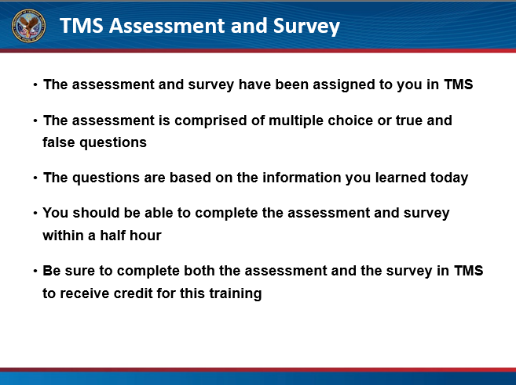 TMS Assessment and Survey
• The assessment and survey have been assigned to you in TMS
• The assessment is comprised of multiple choice or true and
false questions
• The questions are based on the information you learned today
• You should be able to complete the assessment and survey
within a half hour
• Be sure to complete both the assessment and the survey in TMS
to receive credit for this training